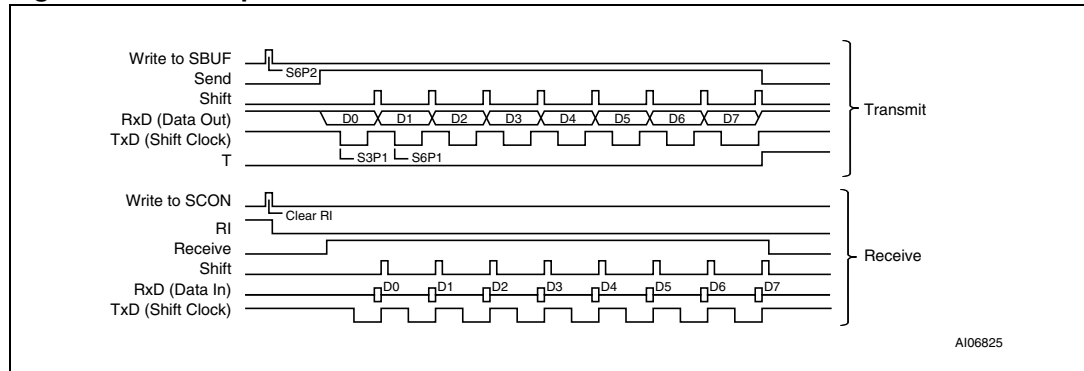 Write to SBUF
S6P2
Send
Shift
RxD (Data Out) D0 D1 D2 D3 D4 D5 D6 D7
TxD (Shift Clock)
S3P1 S6P1
T
Transmit
Write to SCON
Clear RI
RI
Receive
Shift
RxD (Data In) D0 D1 D2 D3 D4 D5 D6 D7
TxD (Shift Clock)
Receive
AI06825